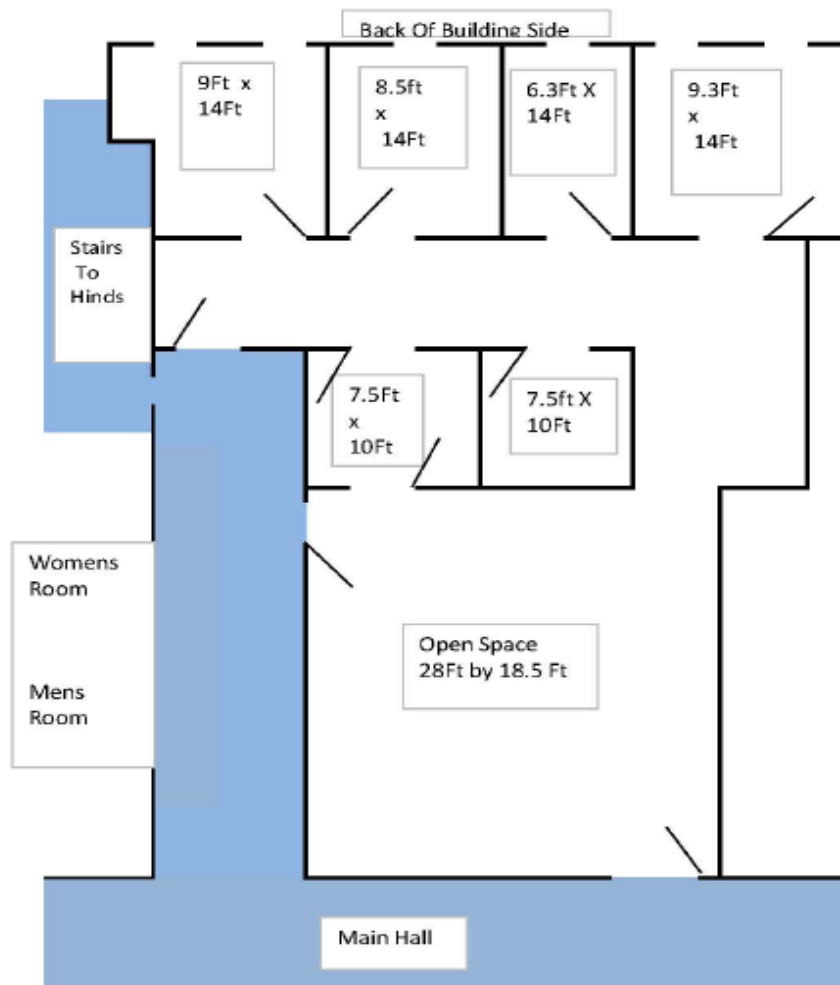 Back Of Building Side
9Ft x
14Ft
8.5ft
x
14Ft
6.3Ft X
14Ft
9.3Ft
x
14Ft
Stairs
To
Hinds
7.5Ft
x
10Ft
7.5ft X
10Ft
Womens
Room
Mens
Room
Open Space
28Ft by 18.5 Ft
Main Hall